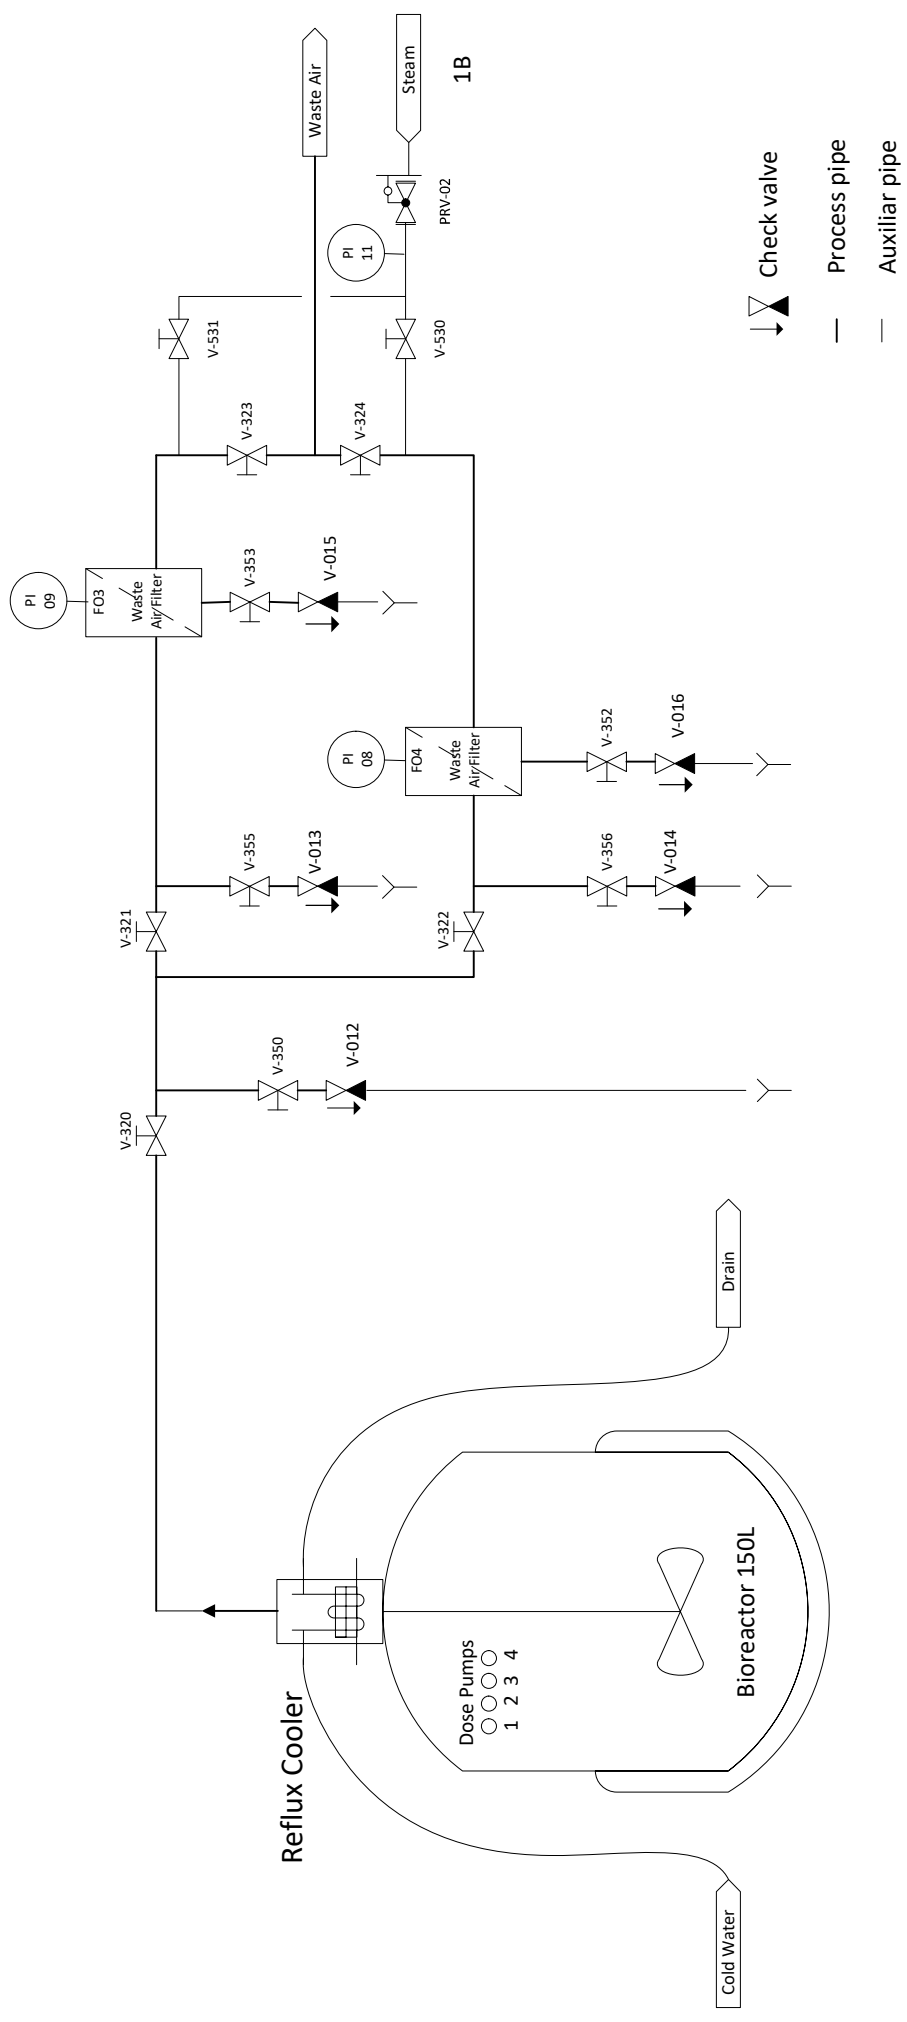 Waste Air
Steam
1B
PRV-02
PI
11
V-531
V-530
V-323
V-324
PI
09
FO3
Waste
Air/Filter
V-353
V-015
PI
08
FO4
Waste
Air/Filter
V-352
V-016
V-355
V-013
V-356
V-014
V-321
V-322
V-350
V-012
V-320
Check valve
Process pipe
Auxiliar pipe
Reflux Cooler
Dose Pumps
1 2 3 4
Bioreactor 150L
Drain
Cold Water